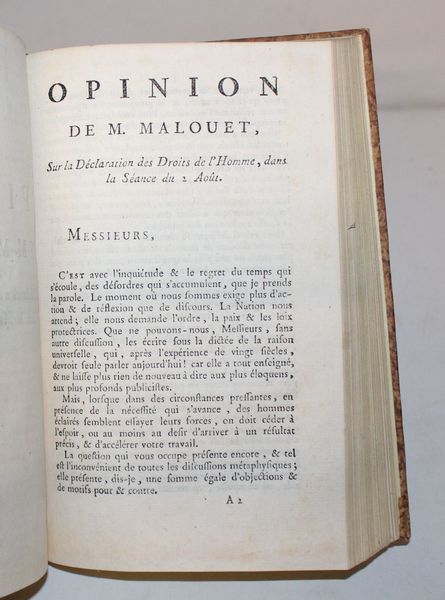 OPINION
DE M. MALOUET,
Sur la Déclaration des Droits de l'Homme, dans
la Séance du 2 Août.
MESSIEURS,
C'EST avec l'inquiétude & le regret du temps qui
s'écoule, des désordres qui s'accumulent, que je prends
la parole. Le moment où nous sommes exige plus d'ac-
tion & de réflexion que de discours. La Nation nous
attend ; elle nous demande l'ordre, la paix & les loix
protectrices. Que ne pouvons-nous, Messieurs, sans
autre discussion, les écrire sous la dictée de la raison
universelle, qui, après l'expérience de vingt siècles,
devroit seule parler aujourd'hui! car elle a tout enseigné,
& ne laisse plus rien de nouveau à dire aux plus éloquens,
aux plus profonds publicistes.
Mais, lorsque dans des circonstances pressantes, en
présence de la nécessité qui s'avance, des hommes
éclairés semblent essayer leurs forces, on doit céder à
l'espoir, ou au moins au desir d'arriver à un résultat
précis, & d'accélérer votre travail.
La question qui vous occupe présente encore, & tel
est l'inconvénient de toutes les discussions métaphysiques ;
elle présente, dis-je, une somme égale d'objections &
de motifs pour & contre.
A 2